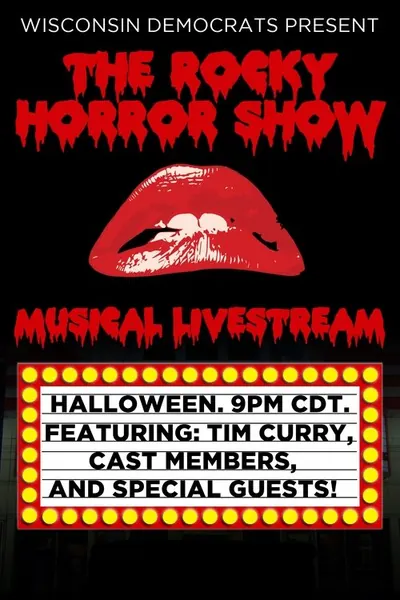 WISCONSIN DEMOCRATS PRESENT
THE ROCKY
HORROR SHOW
MUSICAL LIVESTREAM
HALLOWEEN. 9PM CDT.
FEATURING: TIM CURRY,
CAST MEMBERS,
AND SPECIAL GUESTS!